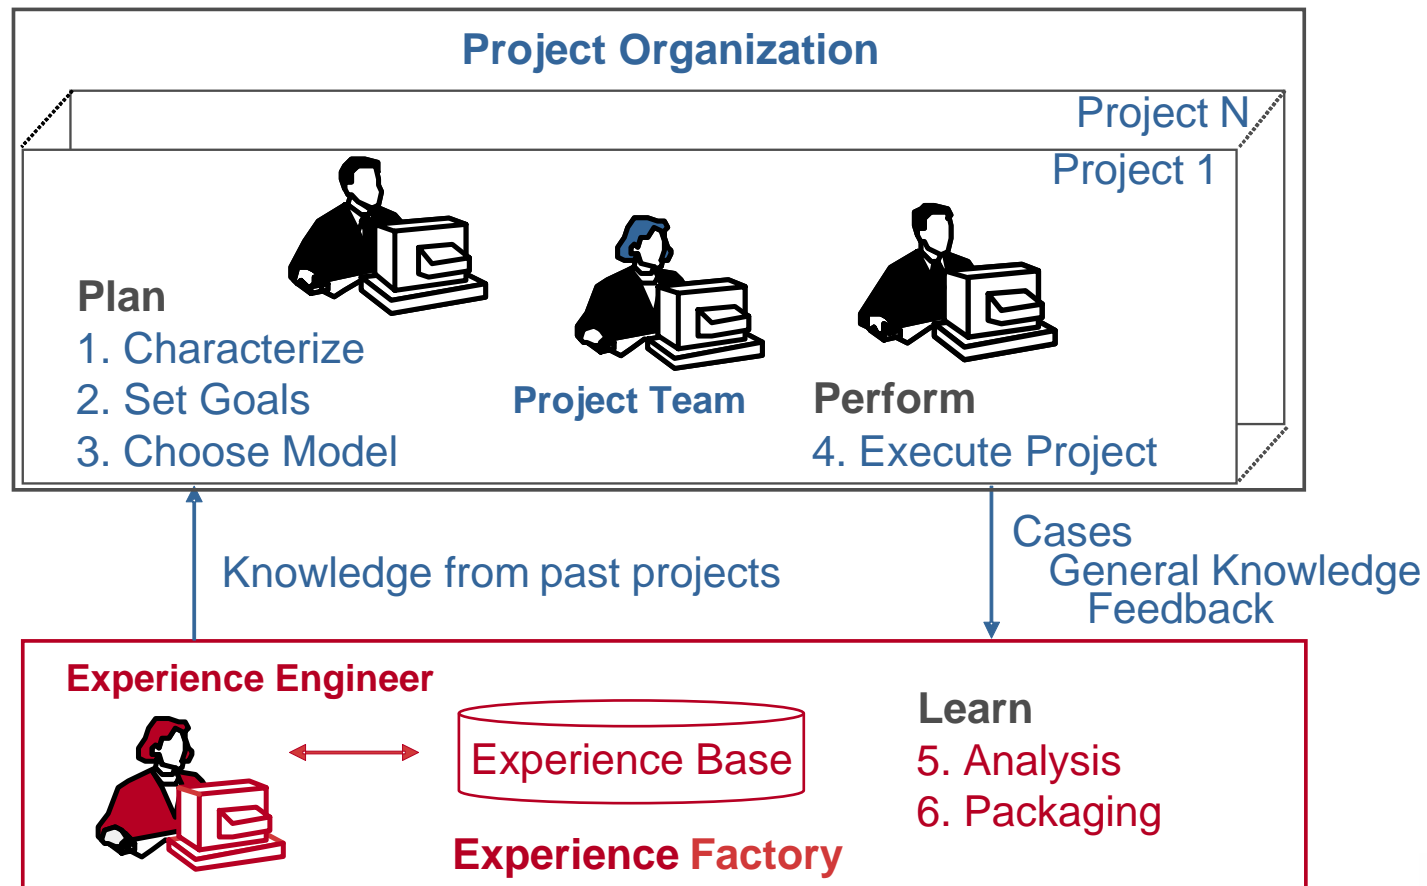 Project Organization
Project N
Project 1
Plan
1. Characterize
2. Set Goals
3. Choose Model
Project Team
Perform
4. Execute Project
Knowledge from past projects
Cases
General Knowledge
Feedback
Experience Engineer
Experience Base
Experience Factory
Learn
5. Analysis
6. Packaging